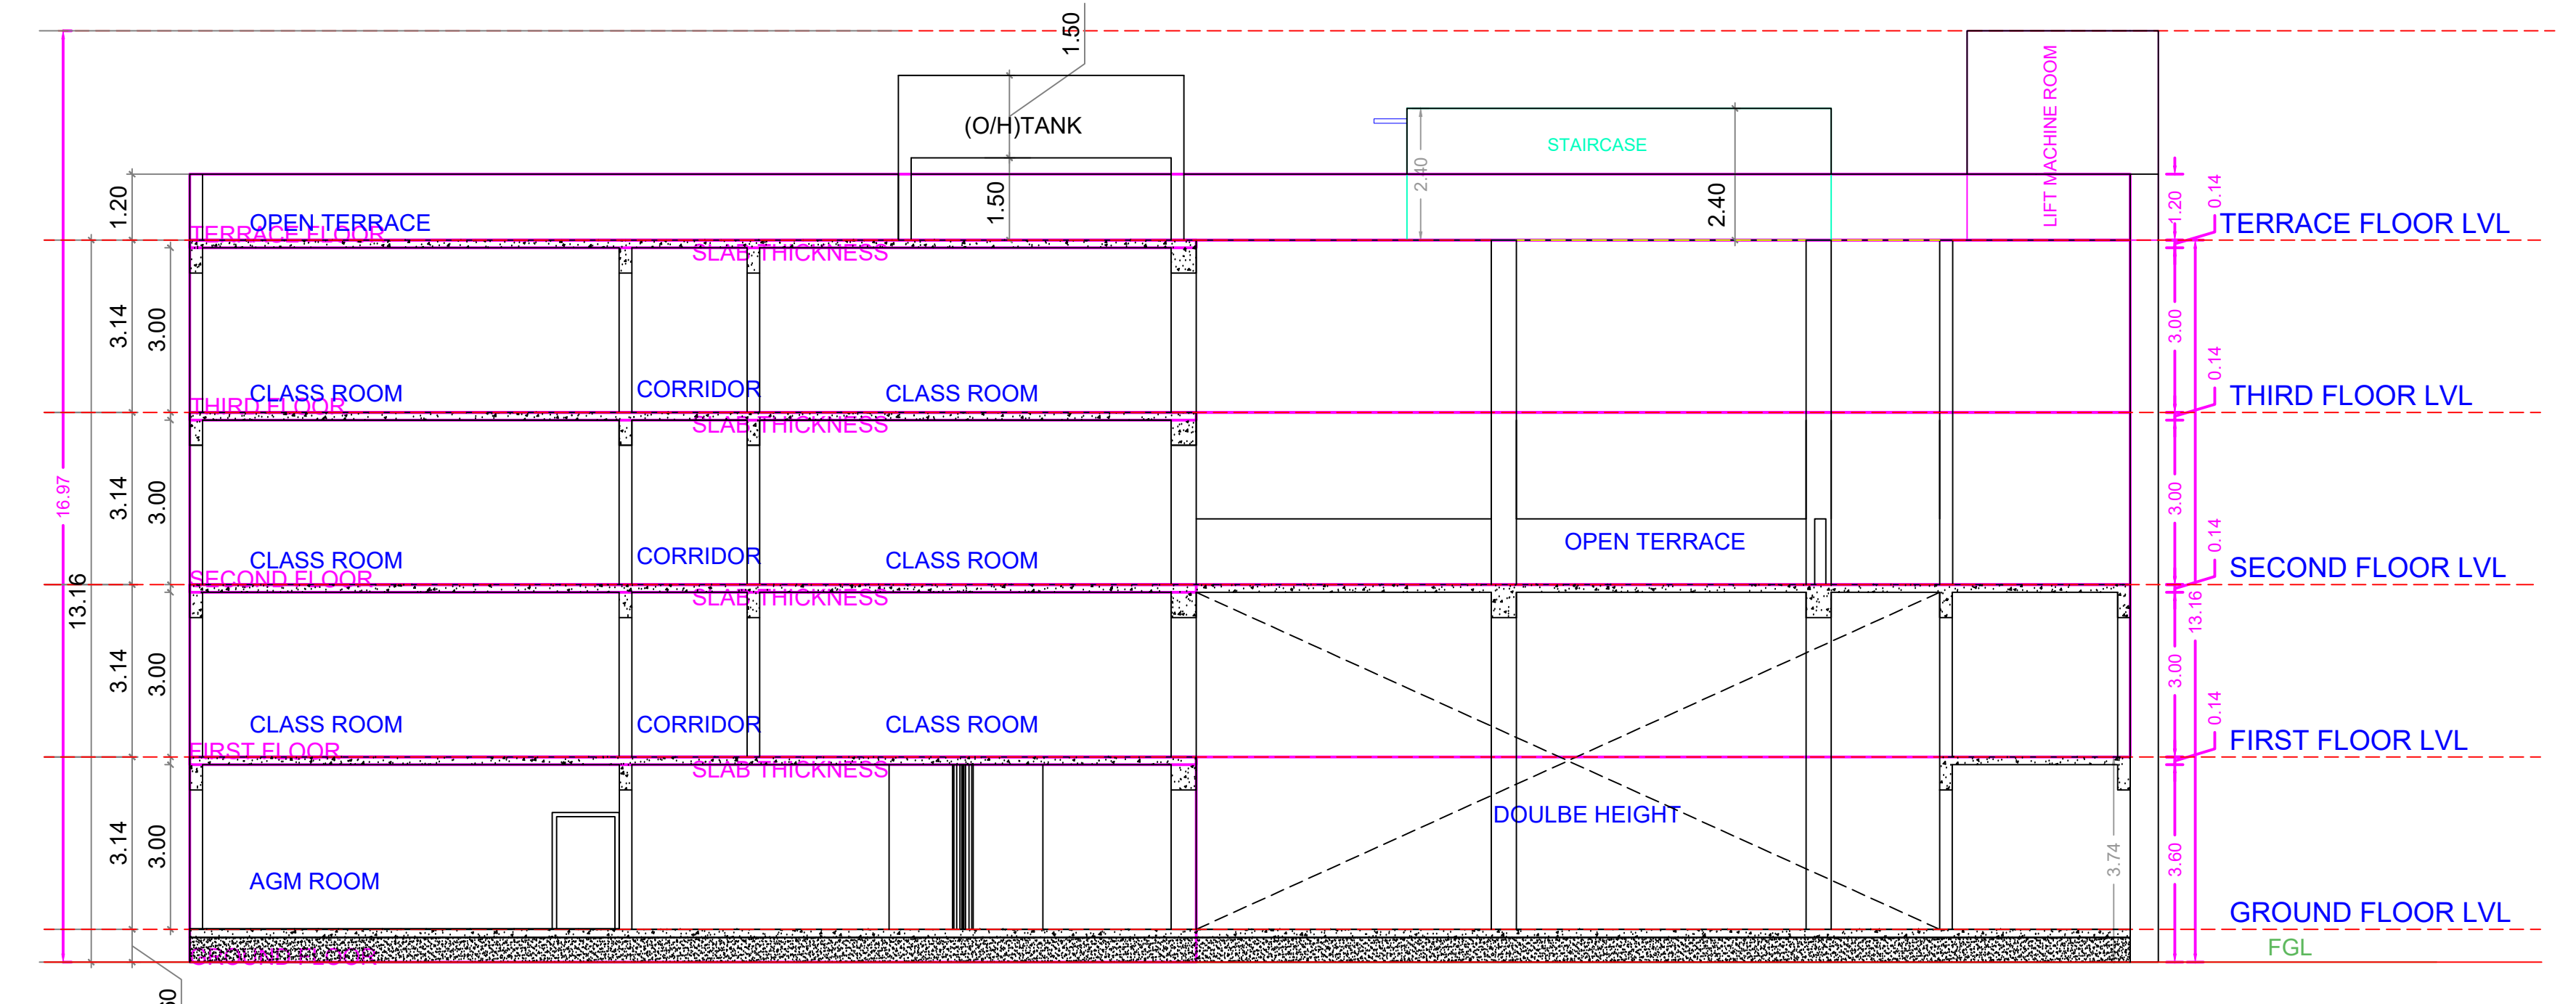 1.50
LIFT MACHINE ROOM
(O/H)TANK
STAIRCASE
2.40
1.20
1.50
2.40
1.20
0.14
OPEN TERRACE
TERRACE FLOOR
TERRACE FLOOR LVL
SLAB THICKNESS
3.14
3.00
3.00
0.14
CLASS ROOM
CORRIDOR
CLASS ROOM
THIRD FLOOR
THIRD FLOOR LVL
SLAB THICKNESS
16.97
3.14
3.00
3.00
0.14
OPEN TERRACE
CLASS ROOM
CORRIDOR
CLASS ROOM
SECOND FLOOR
SECOND FLOOR LVL
13.16
SLAB THICKNESS
13.16
3.14
3.00
3.00
0.14
CLASS ROOM
CORRIDOR
CLASS ROOM
FIRST FLOOR
FIRST FLOOR LVL
SLAB THICKNESS
DOULBE HEIGHT
3.14
3.00
3.74
3.60
AGM ROOM
GROUND FLOOR LVL
GROUND FLOOR
FGL